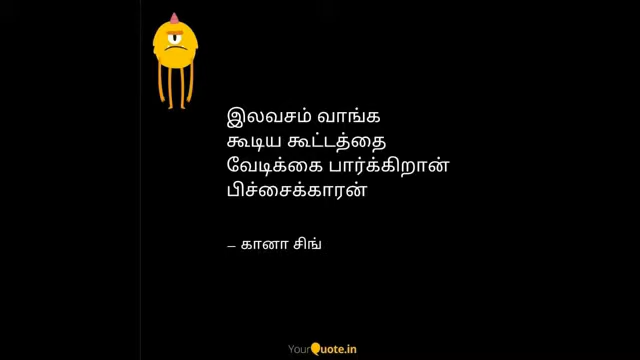 இலவசம் வாங்க
கூடிய கூட்டத்தை
வேடிக்கை பார்க்கிறான்
பிச்சைக்காரன்
– கானா சிங்
YourQuote.in